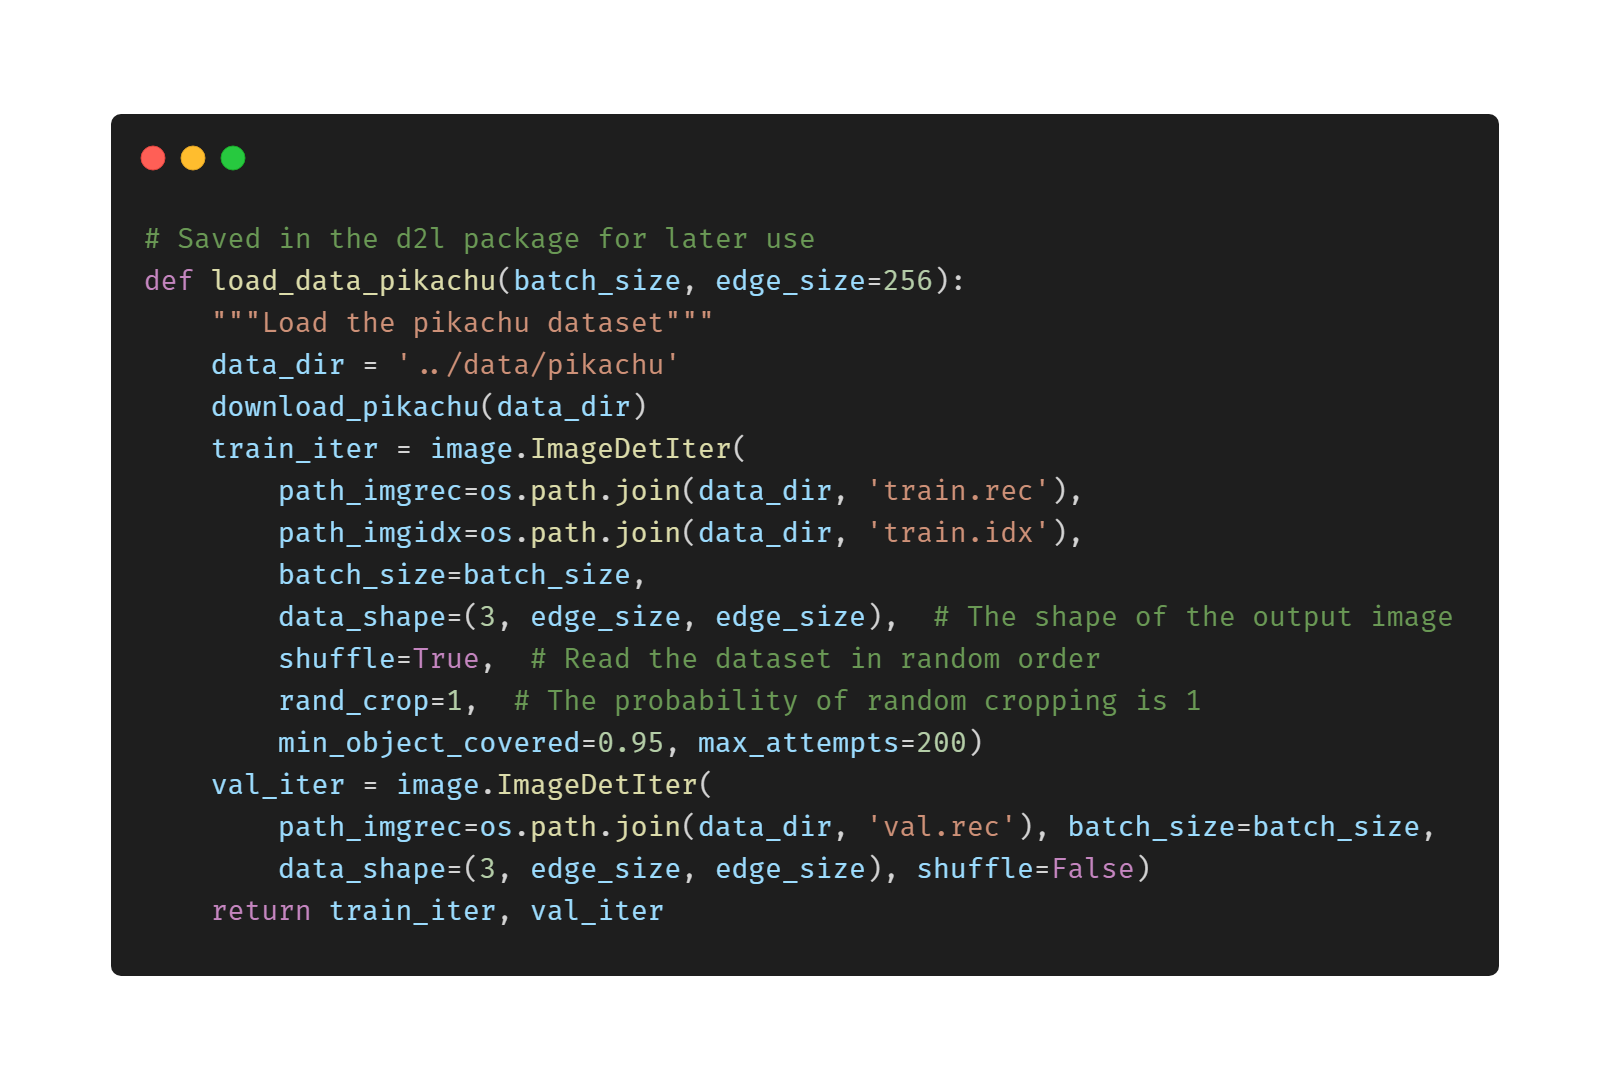 # Saved in the d2l package for later use
def load_data_pikachu(batch_size, edge_size=256):
    """Load the pikachu dataset"""
    data_dir = '../data/pikachu'
    download_pikachu(data_dir)
    train_iter = image.ImageDetIter(
        path_imgrec=os.path.join(data_dir, 'train.rec'),
        path_imgidx=os.path.join(data_dir, 'train.idx'),
        batch_size=batch_size,
        data_shape=(3, edge_size, edge_size),  # The shape of the output image
        shuffle=True,  # Read the dataset in random order
        rand_crop=1,  # The probability of random cropping is 1
        min_object_covered=0.95, max_attempts=200)
    val_iter = image.ImageDetIter(
        path_imgrec=os.path.join(data_dir, 'val.rec'), batch_size=batch_size,
        data_shape=(3, edge_size, edge_size), shuffle=False)
    return train_iter, val_iter